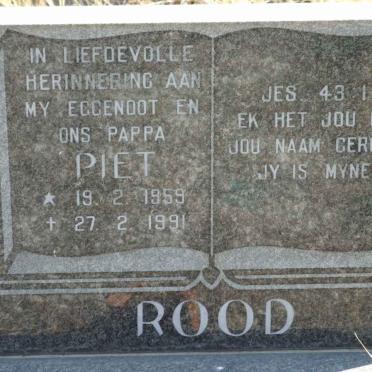 IN LIEFDEVOLLE
HERINNERING AAN
MY EGGENOOT EN
ONS PAPPA
PIET
* 19 2 1959
+ 27 2 1991
JES 43 1
EK HET JOU
JOU NAAM
JY IS MYNE
ROOD